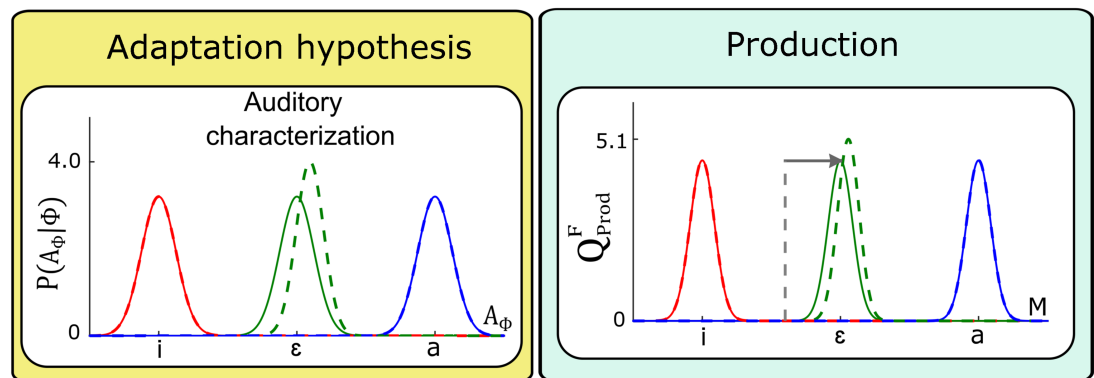 Adaptation hypothesis
Auditory
characterization
4.0
P(A_Φ|Φ)
0
A_Φ
i ε a
Production
5.1
Q^F_Prod
0
M
i ε a